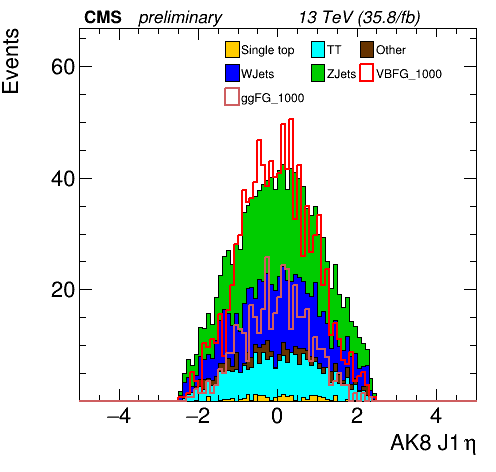 CMS preliminary 13 TeV (35.8/fb)
Events
Single top TT Other
WJets ZJets VBFG_1000
ggFG_1000
60
40
20
−4 −2 0 2 4
AK8 J1 η